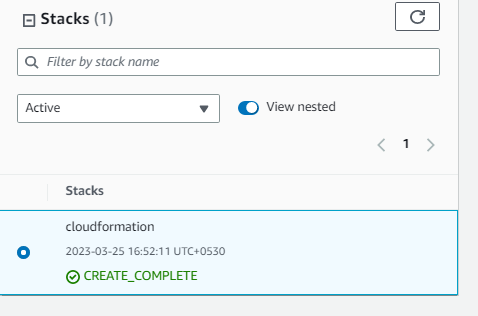 Stacks (1)
Filter by stack name
Active
View nested
1
Stacks
cloudformation
2023-03-25 16:52:11 UTC+0530
CREATE_COMPLETE